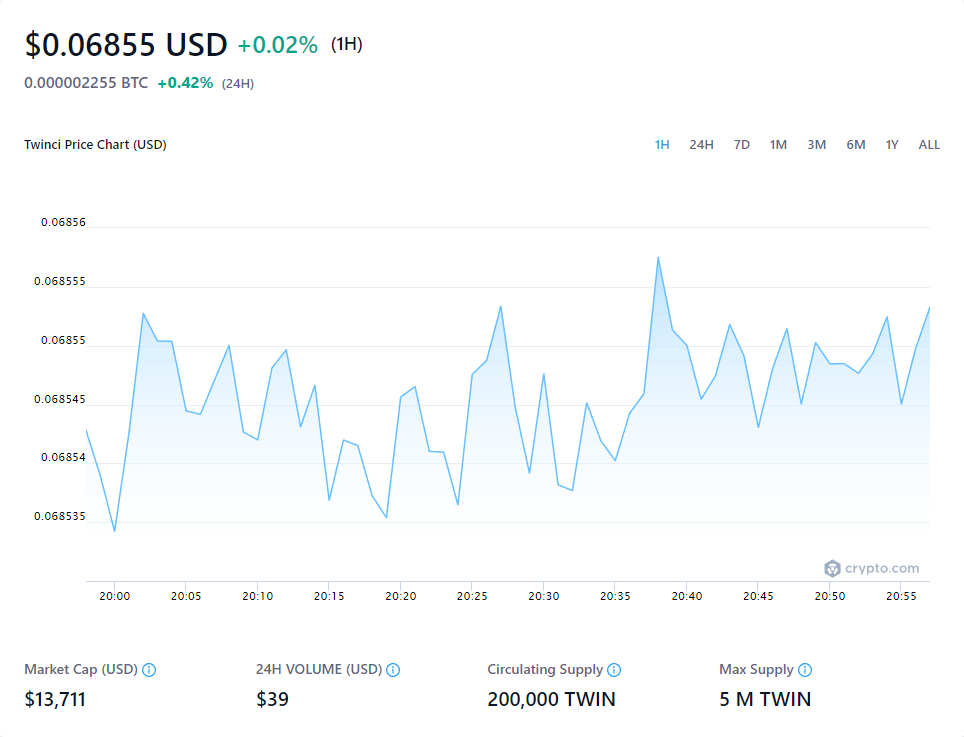 $0.06855 USD +0.02% (1H)
0.000002255 BTC +0.42% (24H)
Twinci Price Chart (USD) 1H 24H 7D 1M 3M 6M 1Y ALL
0.06856
0.068555
0.06855
0.068545
0.06854
0.068535
crypto.com
20:00 20:05 20:10 20:15 20:20 20:25 20:30 20:35 20:40 20:45 20:50 20:55
Market Cap (USD) 24H VOLUME (USD) Circulating Supply Max Supply
$13,711 $39 200,000 TWIN 5 M TWIN